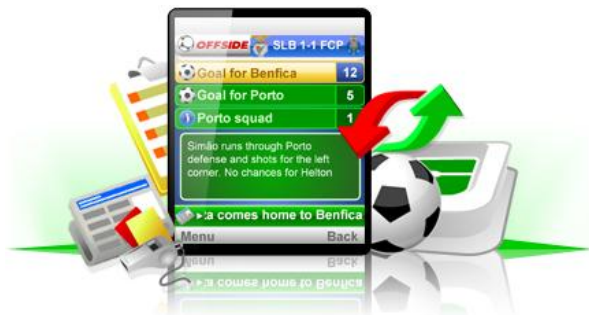 OFFSIDE SLB 1-1 FCP
Goal for Benfica 12
Goal for Porto 5
Porto squad 1
Simão runs through Porto
defense and shots for the left
corner. No chances for Helton
:a comes home to Benfica
Menu Back